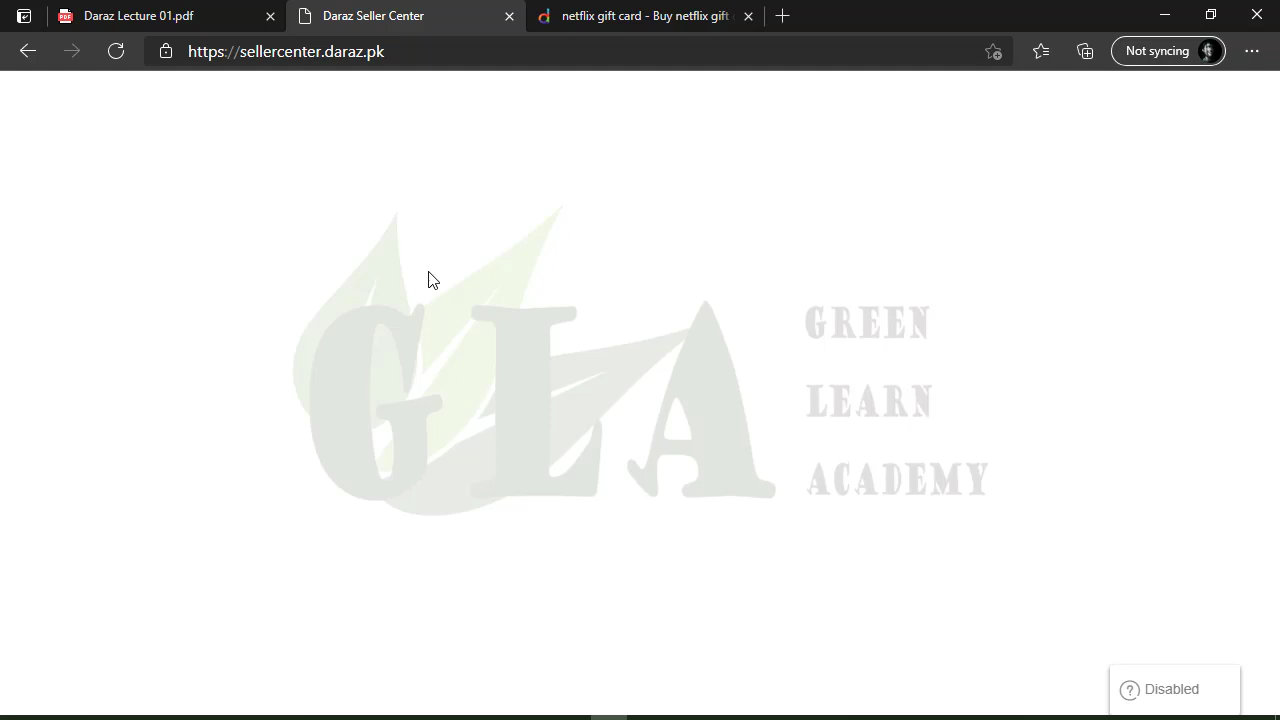 Daraz Lecture 01.pdf
Daraz Seller Center
netflix gift card - Buy netflix gift
https://sellercenter.daraz.pk
Not syncing
GLA
GREEN
LEARN
ACADEMY
Disabled